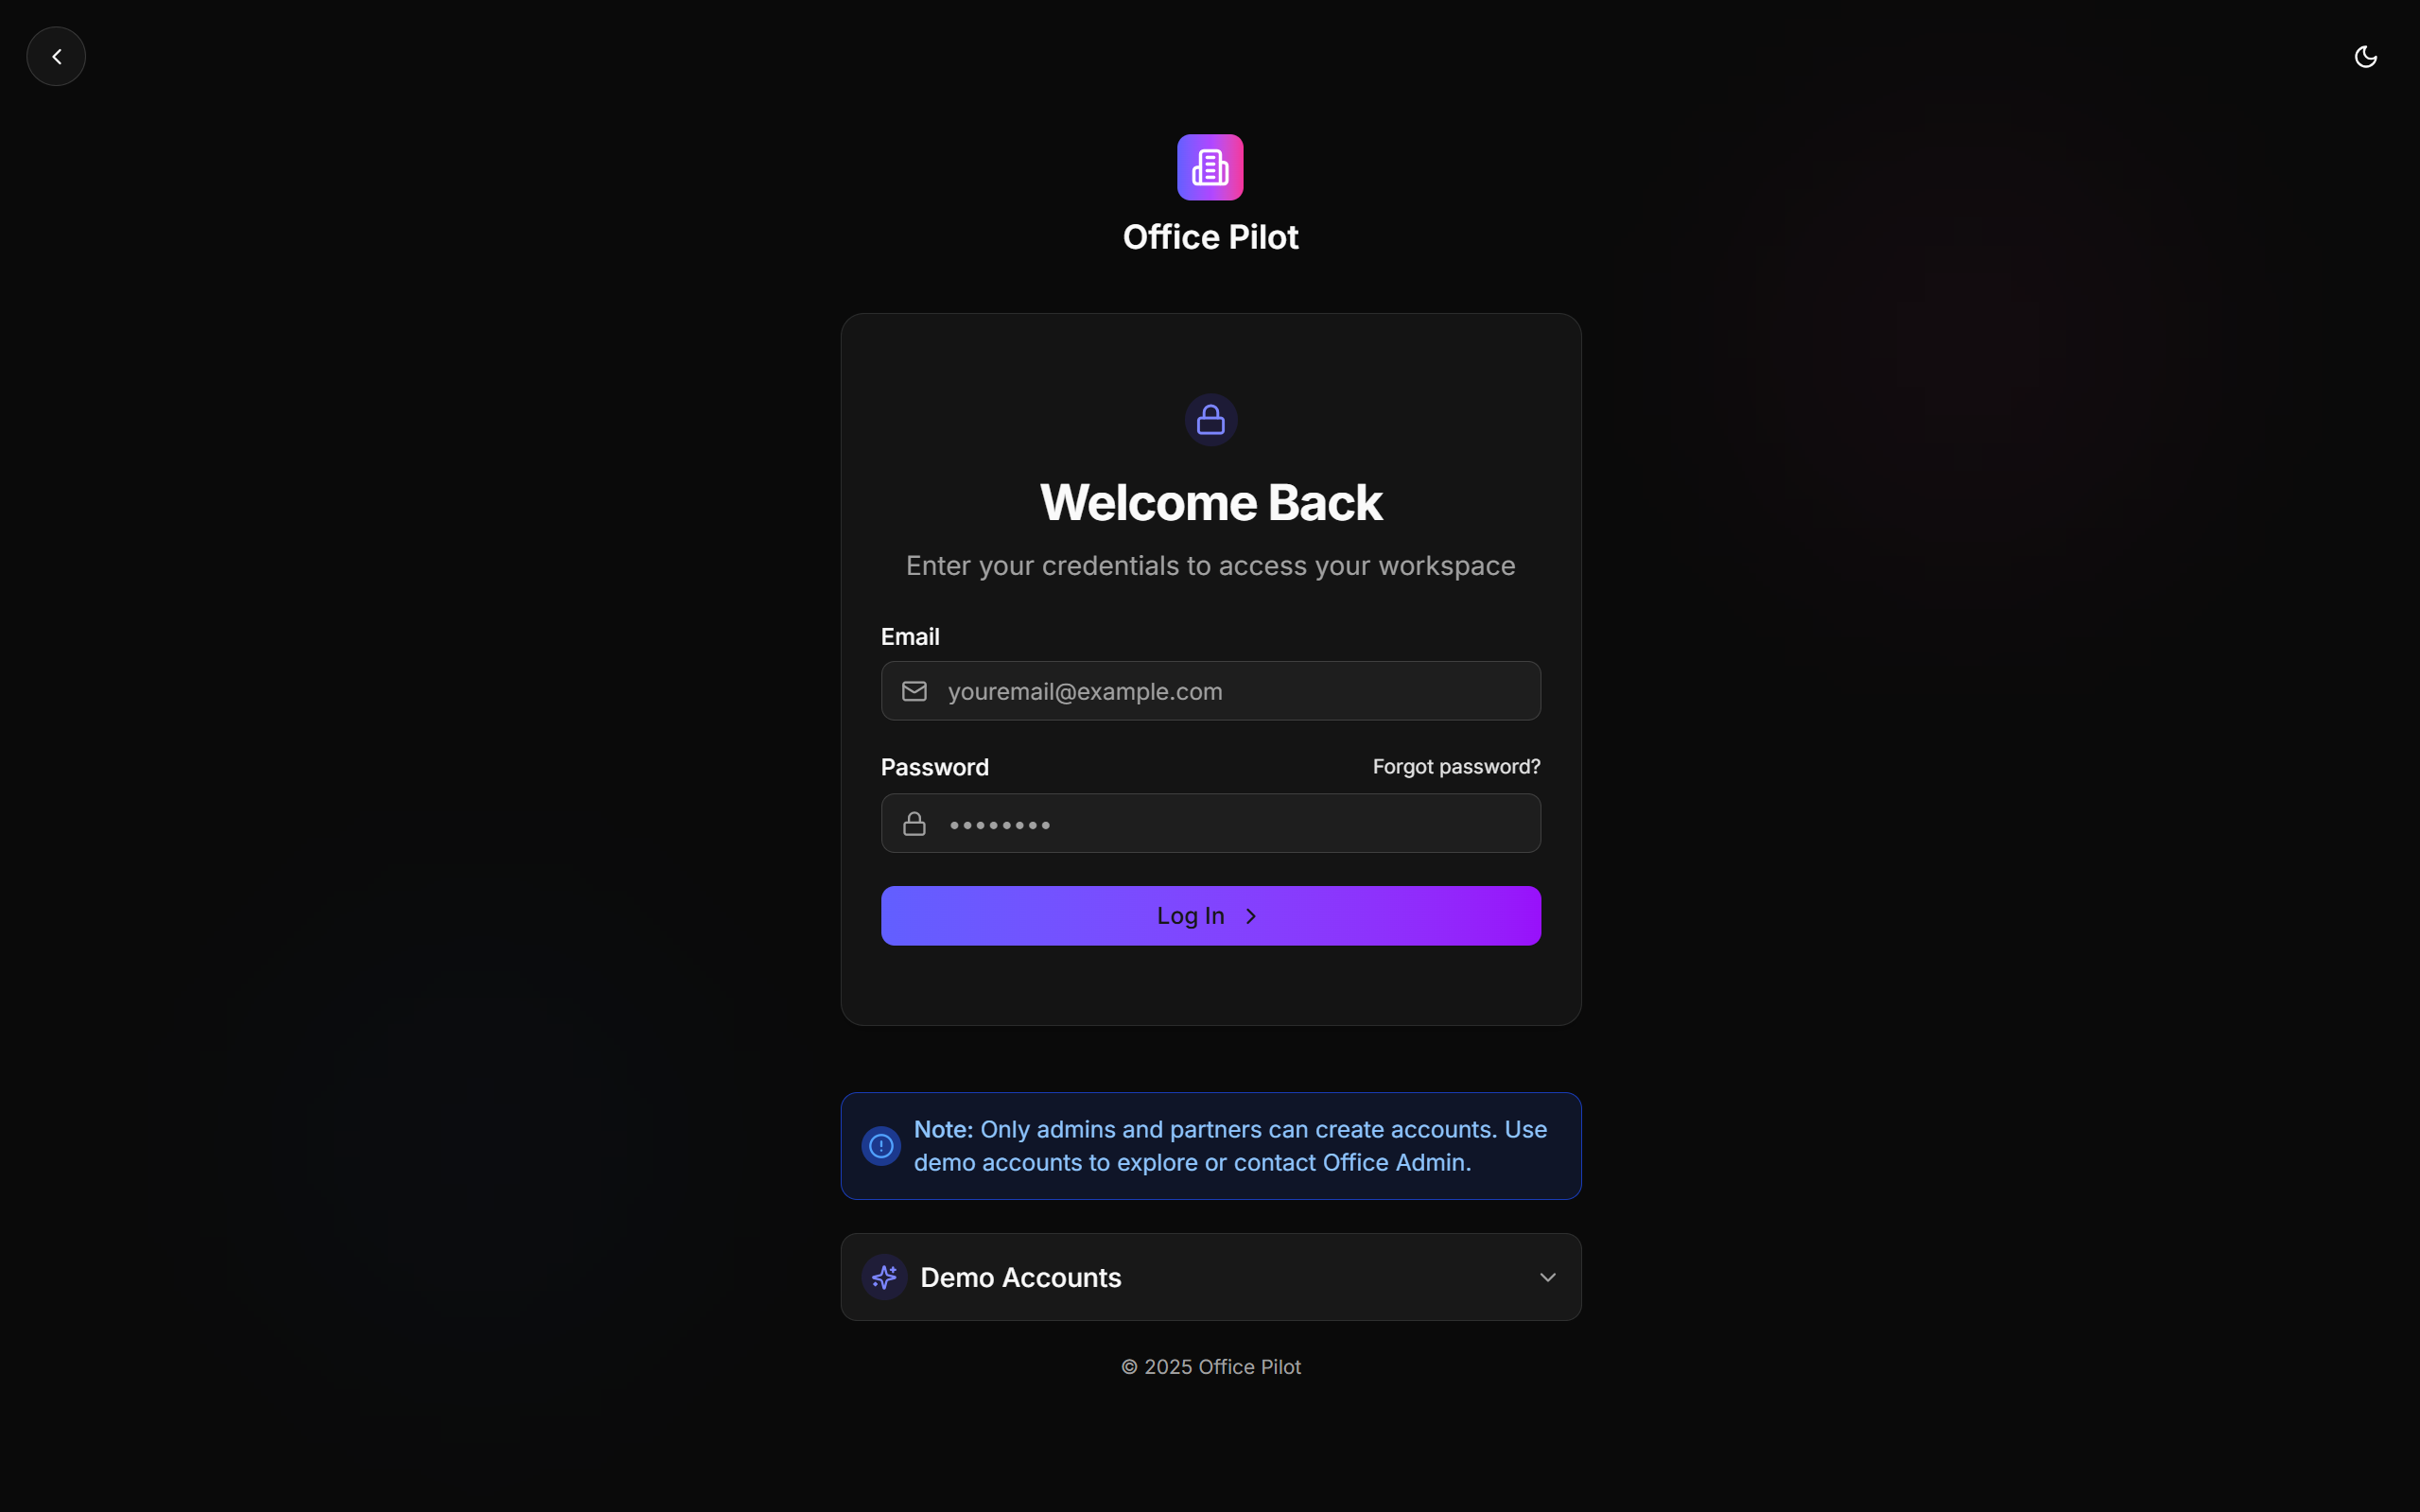 Office Pilot
Welcome Back
Enter your credentials to access your workspace
Email
youremail@example.com
Password
Forgot password?
••••••••
Log In
Note: Only admins and partners can create accounts. Use
demo accounts to explore or contact Office Admin.
Demo Accounts
© 2025 Office Pilot